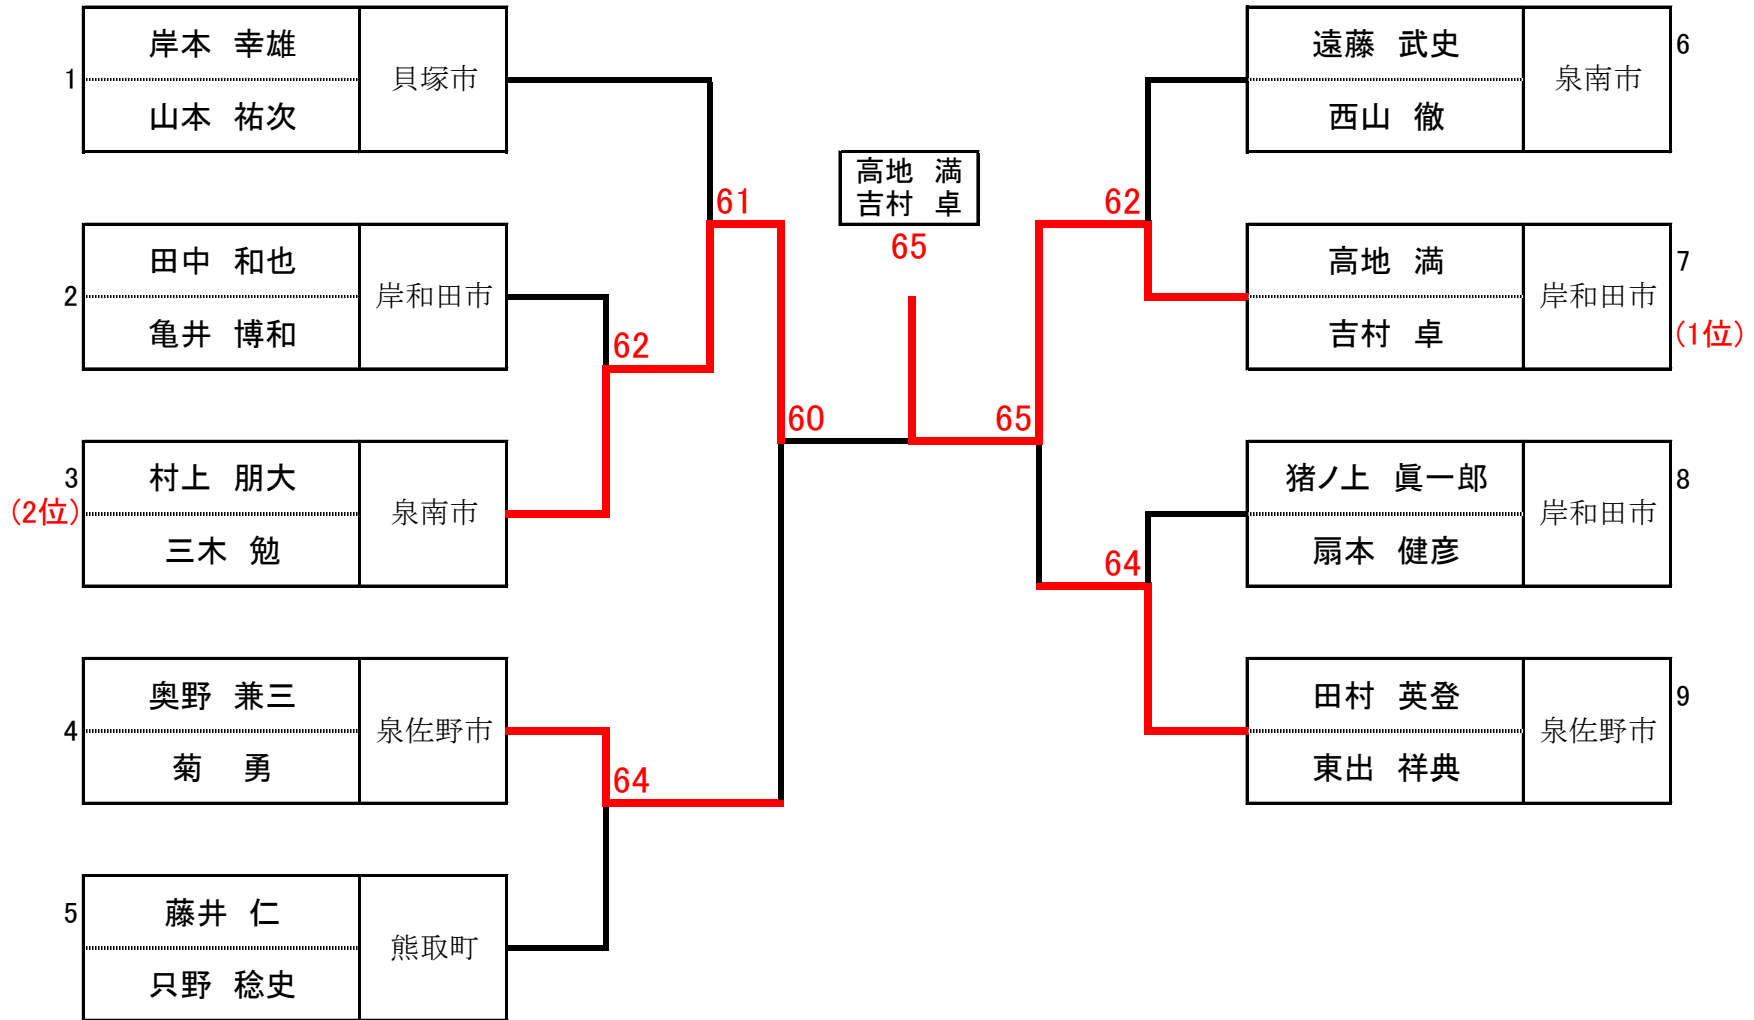 1
岸本 幸雄
山本 祐次
貝塚市
2
田中 和也
亀井 博和
岸和田市
3
(2位)
村上 朋大
三木 勉
泉南市
4
奥野 兼三
菊 勇
泉佐野市
5
藤井 仁
只野 稔史
熊取町
61
62
60
64
高地 満
吉村 卓
65
62
65
64
遠藤 武史
西山 徹
泉南市
6
高地 満
吉村 卓
岸和田市
7
(1位)
猪ノ上 眞一郎
扇本 健彦
岸和田市
8
田村 英登
東出 祥典
泉佐野市
9